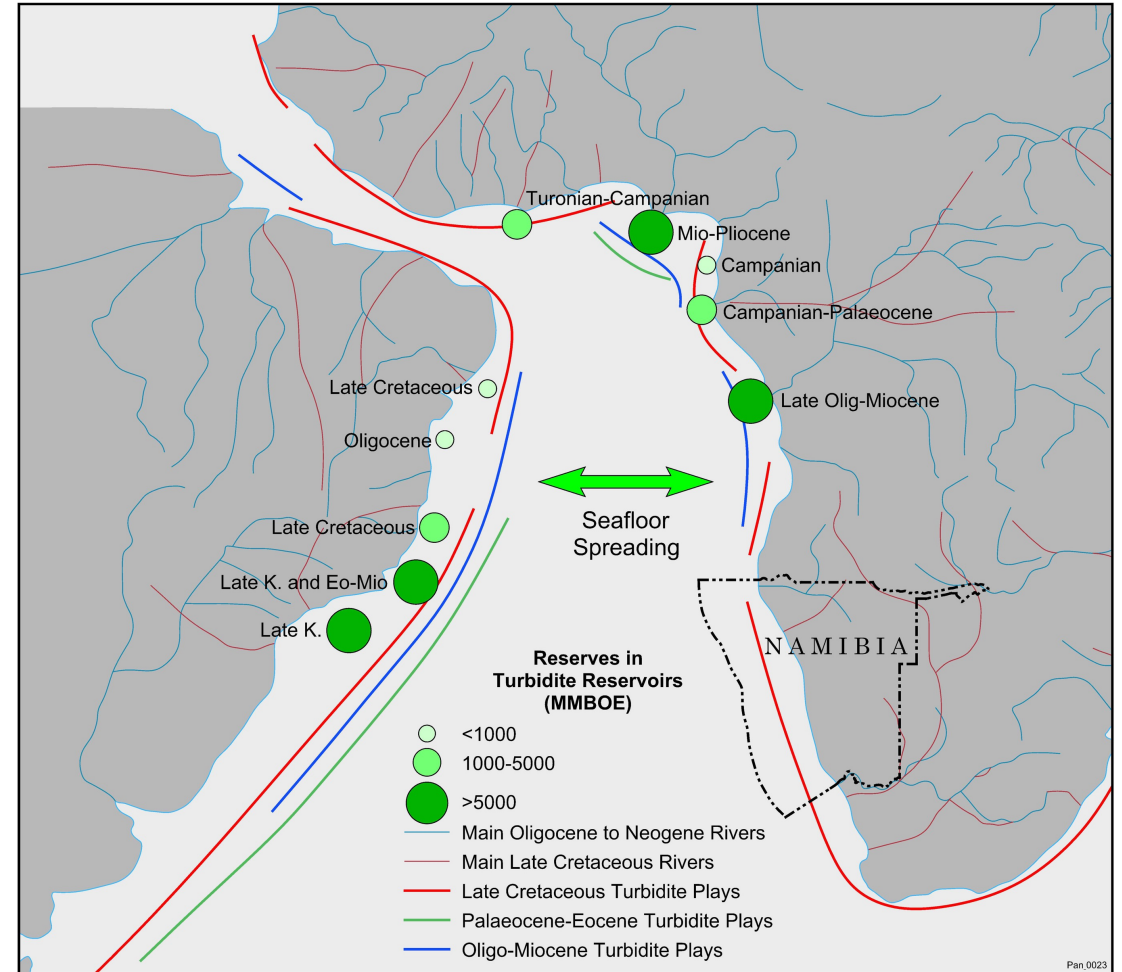 Turonian-Campanian
Mio-Pliocene
Campanian
Campanian-Palaeocene
Late Cretaceous
Late Olig-Miocene
Oligocene
Seafloor
Spreading
Late Cretaceous
Late K. and Eo-Mio
Late K.
NAMIBIA
Reserves in
Turbidite Reservoirs
(MMBOE)
<1000
1000-5000
>5000
Main Oligocene to Neogene Rivers
Main Late Cretaceous Rivers
Late Cretaceous Turbidite Plays
Palaeocene-Eocene Turbidite Plays
Oligo-Miocene Turbidite Plays
Pan_0023